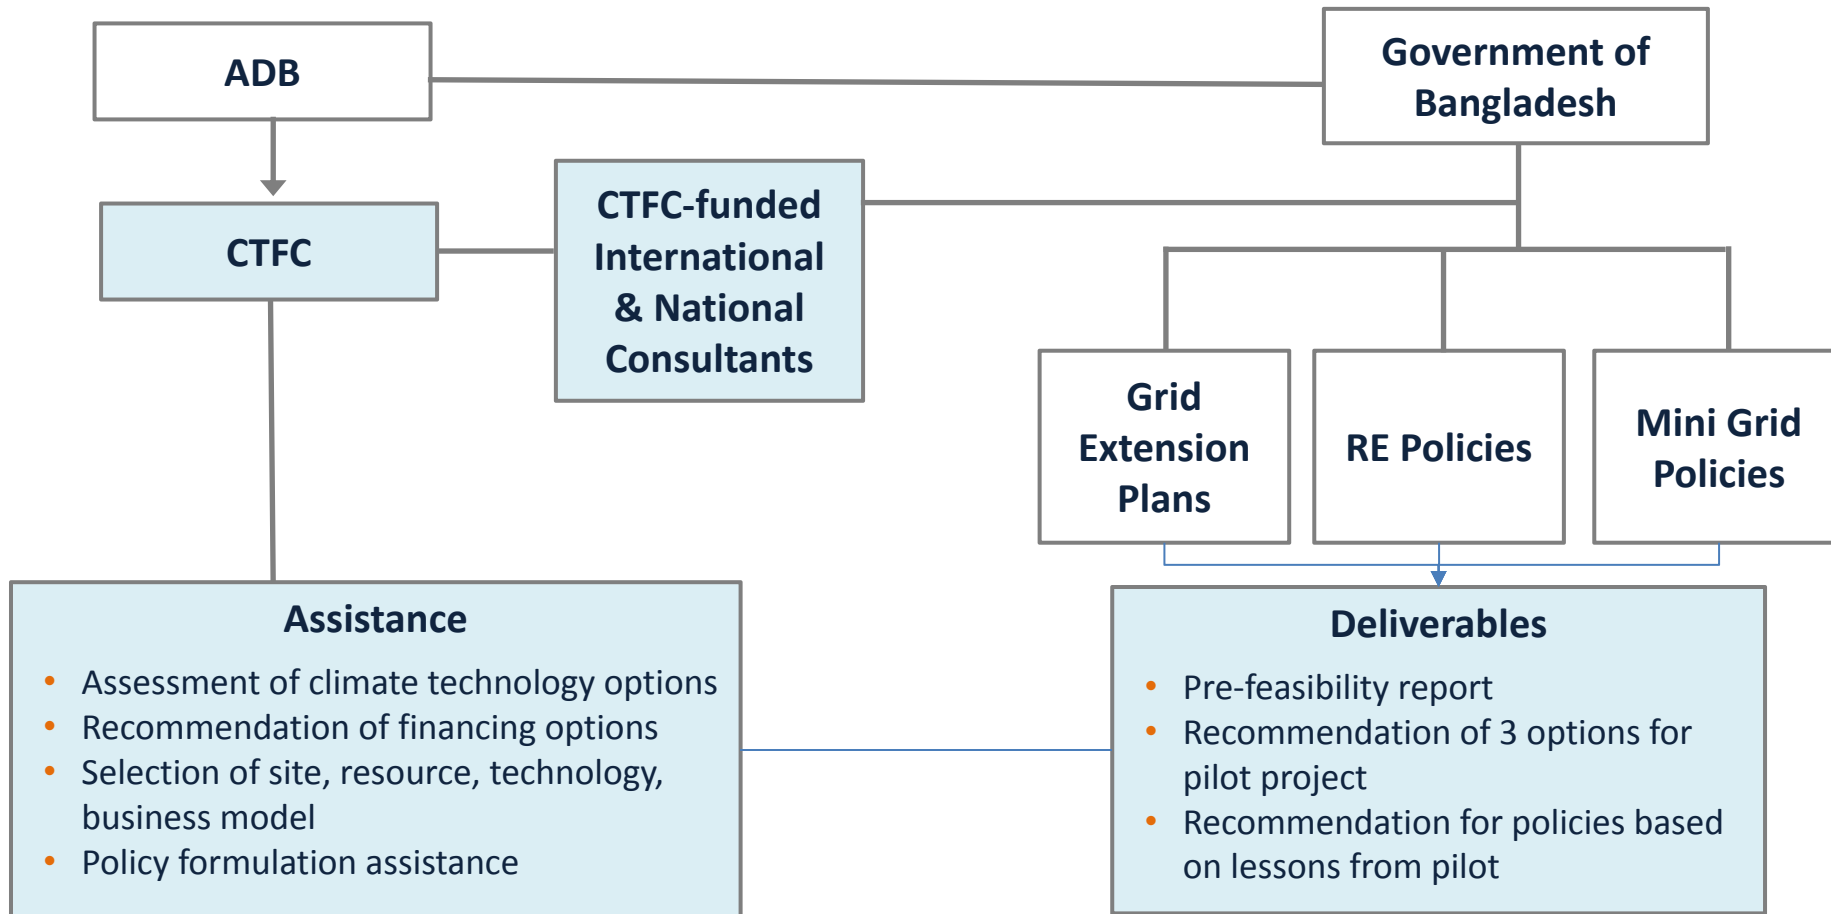 ADB
Government of
Bangladesh
CTFC
CTFC-funded
International
& National
Consultants
Grid
Extension
Plans
RE Policies
Mini Grid
Policies
Assistance
• Assessment of climate technology options
• Recommendation of financing options
• Selection of site, resource, technology,
business model
• Policy formulation assistance
Deliverables
• Pre-feasibility report
• Recommendation of 3 options for
pilot project
• Recommendation for policies based
on lessons from pilot